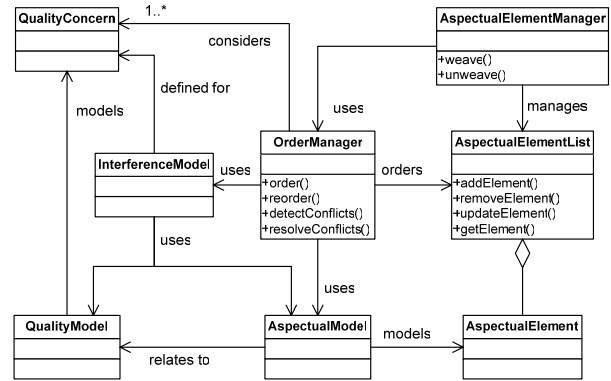 QualityConcern
1..*
considers
AspectualElementManager
+weave()
+unweave()
defined for
uses
manages
models
OrderManager
+order()
+reorder()
+detectConflicts()
+resolveConflicts()
AspectualElementList
+addElement()
+removeElement()
+updateElement()
+getElement()
InterferenceModel
uses
orders
uses
uses
QualityModel
AspectualModel
AspectualElement
models
relates to